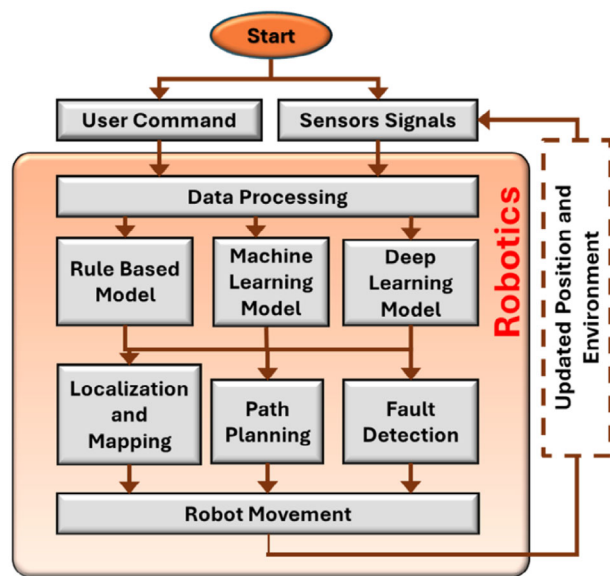 Start
User Command
Sensors Signals
Data Processing
Rule Based
Model
Machine
Learning
Model
Deep
Learning
Model
Localization
and
Mapping
Path
Planning
Fault
Detection
Robot Movement
Robotics
Updated Position and
Environment